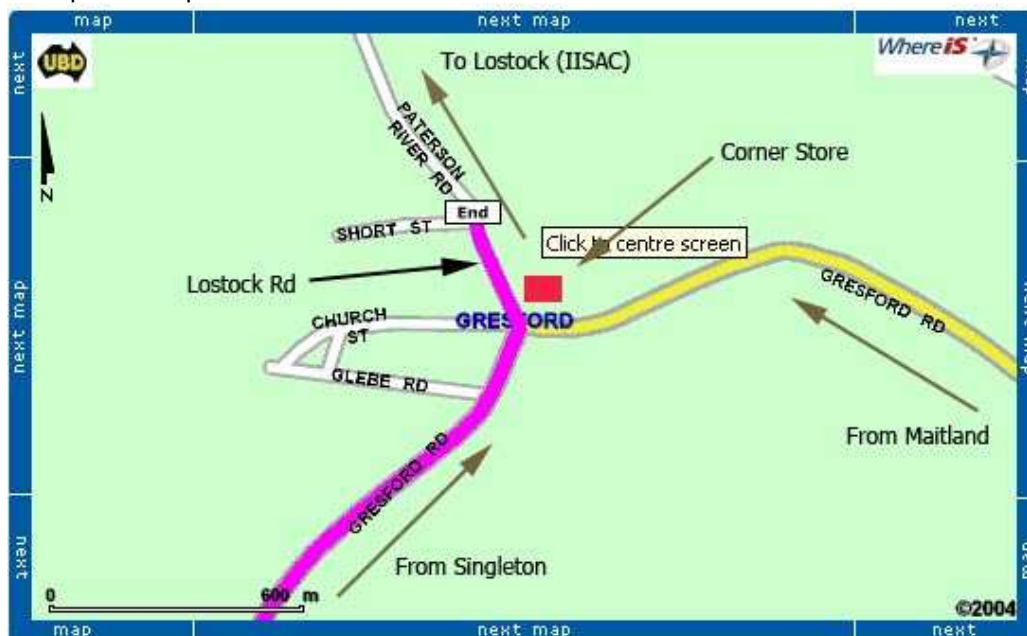 map
next map
next
next
UBD
To Lostock (IISAC)
Whereis
N
PATERSON
RIVER RD
Corner Store
End
SHORT ST
Click to centre screen
Lostock Rd
GRESFORD RD
next map
CHURCH
ST
GRESFORD
GLEBE RD
From Maitland
GRESFORD RD
From Singleton
next
0
600 m
©2004
map
next map
next